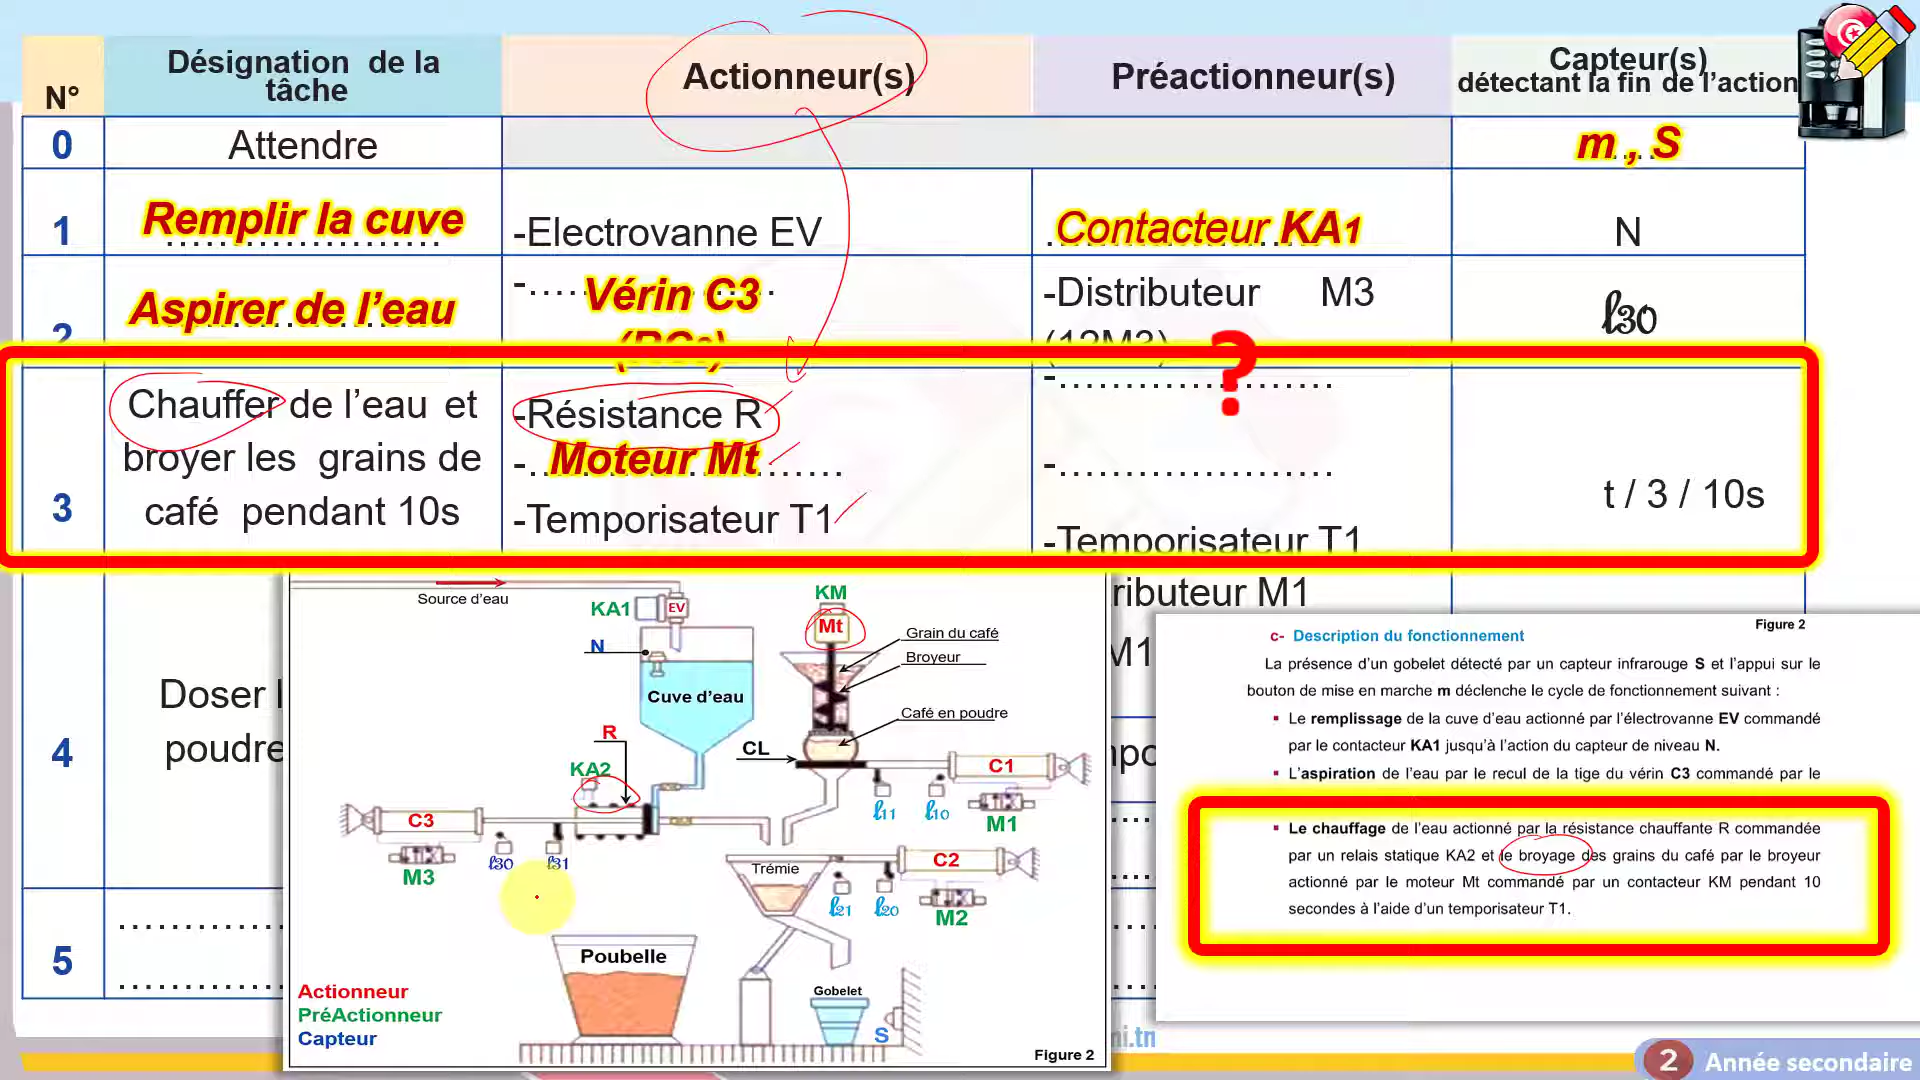 N°
Désignation de la
tâche
Actionneur(s)
Préactionneur(s)
Capteur(s)
détectant la fin de l’action
0
Attendre
m , S
1
Remplir la cuve
-Electrovanne EV
Contacteur KA1
N
2
Aspirer de l’eau
-
Vérin C3
-Distributeur M3
(12M3)
ℓ30
3
Chauffer de l’eau et
broyer les grains de
café pendant 10s
-Résistance R
-Moteur Mt
-Temporisateur T1
-....................
?
-....................
-Temporisateur T1
t / 3 / 10s
4
Doser
poudre
ributeur M1
M1
5
Source d’eau
KA1
EV
N
Cuve d’eau
R
KA2
C3
ℓ30
ℓ31
M3
KM
Mt
Grain du café
Broyeur
Café en poudre
CL
C1
ℓ11
ℓ10
M1
Trémie
C2
ℓ21
ℓ20
M2
Poubelle
Gobelet
S
Actionneur
PréActionneur
Capteur
Figure 2
Figure 2
c- Description du fonctionnement
La présence d’un gobelet détecté par un capteur infrarouge S et l’appui sur le
bouton de mise en marche m déclenche le cycle de fonctionnement suivant :
▪ Le remplissage de la cuve d’eau actionné par l’électrovanne EV commandé
par le contacteur KA1 jusqu’à l’action du capteur de niveau N.
▪ L’aspiration de l’eau par le recul de la tige du vérin C3 commandé par le
▪ Le chauffage de l’eau actionné par la résistance chauffante R commandée
par un relais statique KA2 et le broyage des grains du café par le broyeur
actionné par le moteur Mt commandé par un contacteur KM pendant 10
secondes à l’aide d’un temporisateur T1.
2 Année secondaire